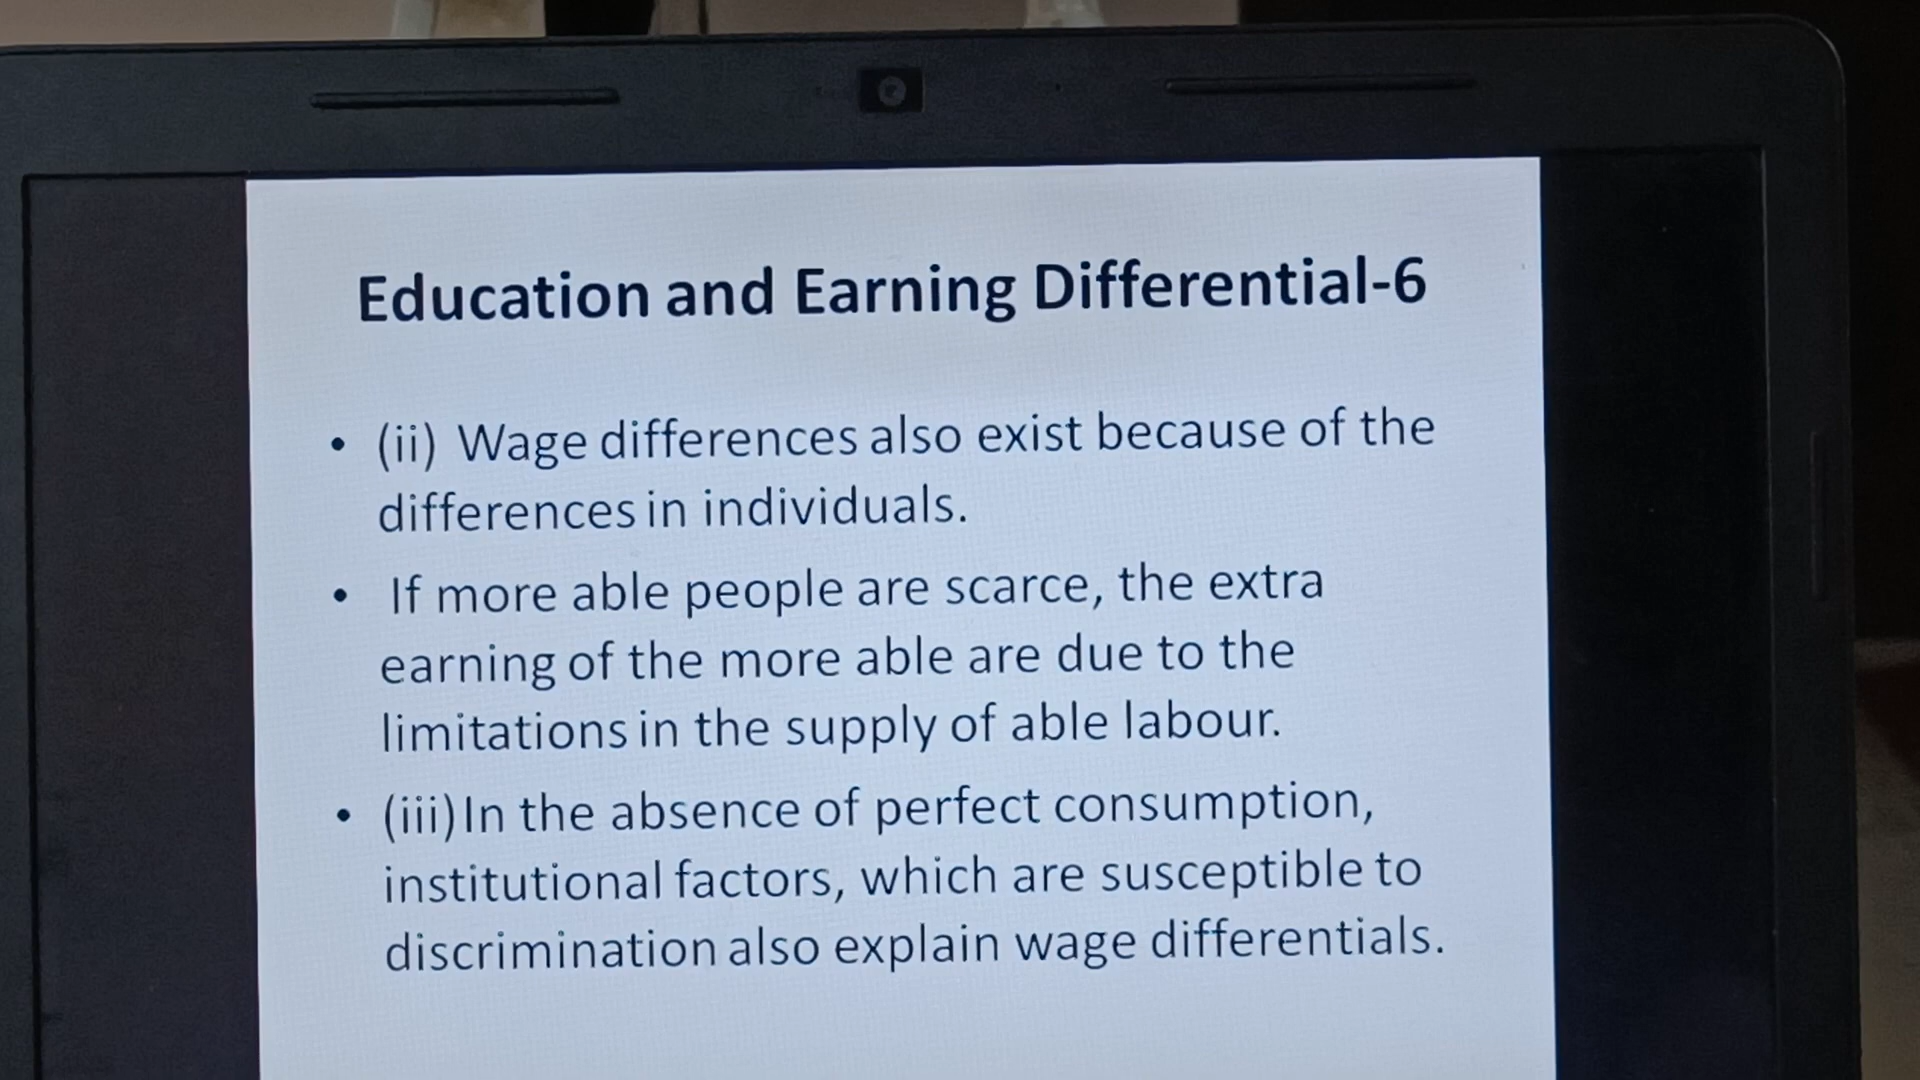 Education and Earning Differential-6
• (ii) Wage differences also exist because of the
differences in individuals.
• If more able people are scarce, the extra
earning of the more able are due to the
limitations in the supply of able labour.
• (iii)In the absence of perfect consumption,
institutional factors, which are susceptible to
discrimination also explain wage differentials.